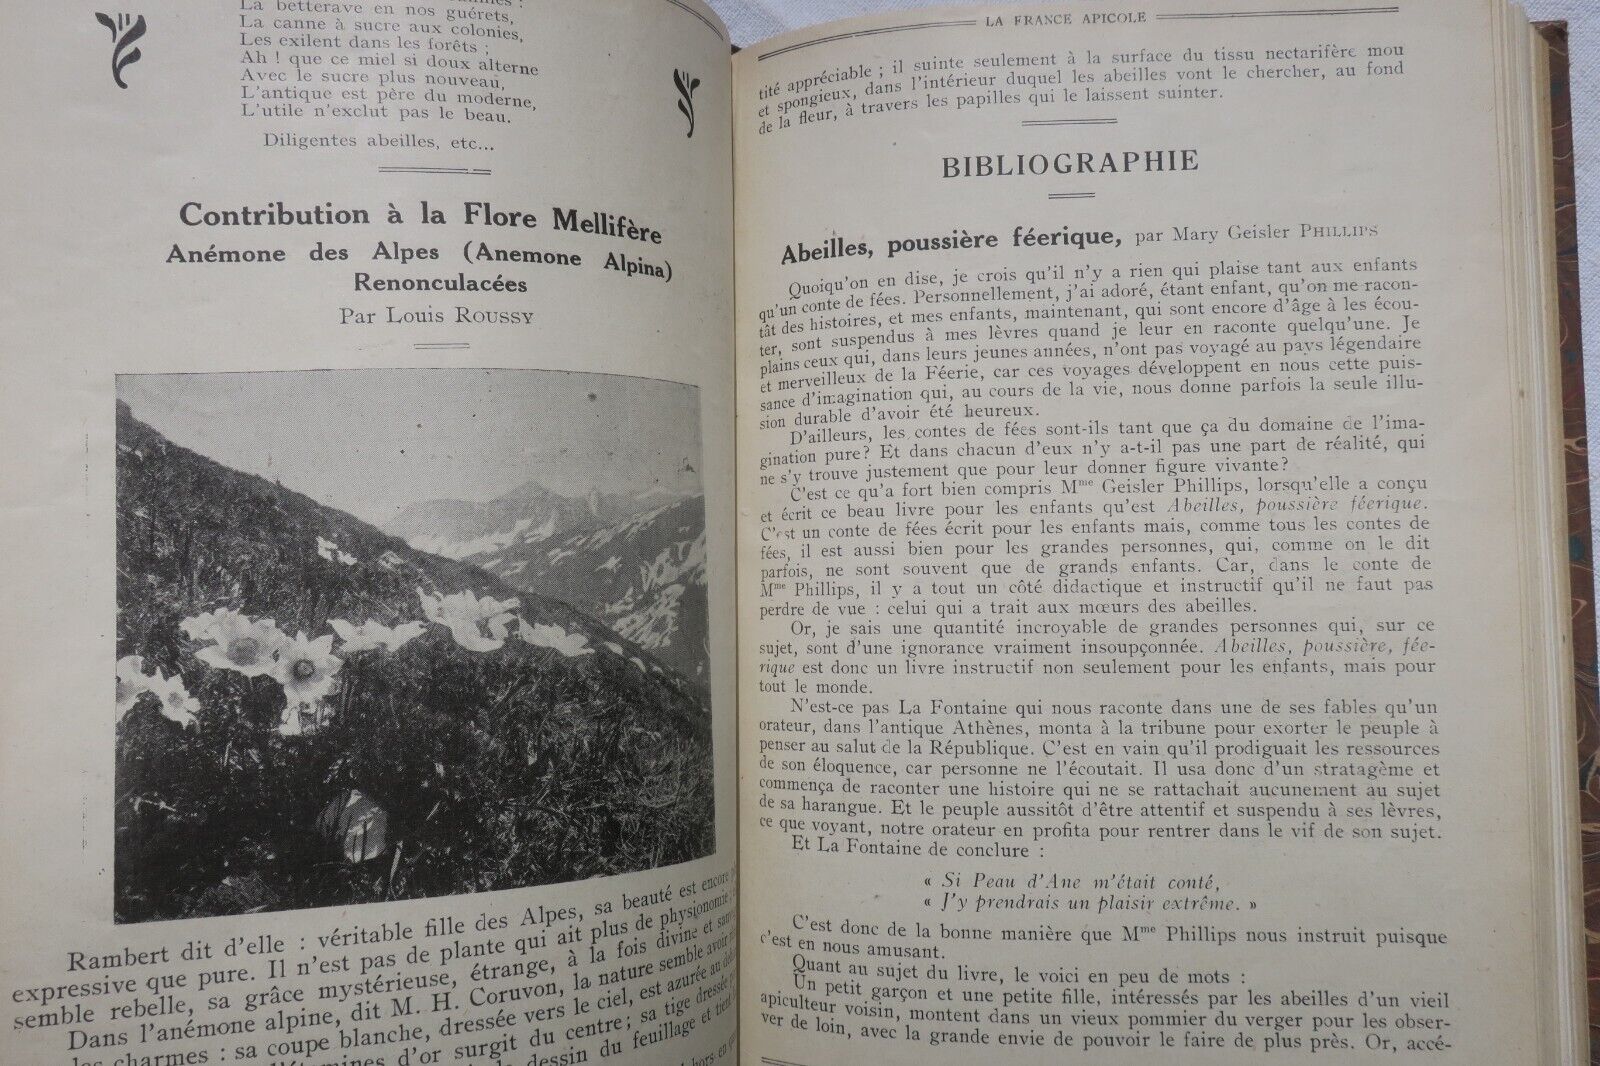 La betterave en nos guérets,
La canne à sucre aux colonies,
Les exilent dans les forêts ;
Ah ! que ce miel si doux alterne
Avec le sucre plus nouveau,
L'antique est père du moderne,
L'utile n'exclut pas le beau.
Diligentes abeilles, etc...
Contribution à la Flore Mellifère
Anémone des Alpes (Anemone Alpina)
Renonculacées
Par Louis ROUSSY
Rambert dit d'elle : véritable fille des Alpes, sa beauté est encore
expressive que pure. Il n'est pas de plante qui ait plus de physionomie ;
semble rebelle, sa grâce mystérieuse, étrange, à la fois divine et
Dans l'anémone alpine, dit M. H. Coruvon, la nature semble avoir
les charmes : sa coupe blanche, dressée vers le ciel, est azurée au
d'or surgit du centre ; sa tige dressée
dessin du feuillage et tient
hors en
LA FRANCE APICOLE
tité appréciable ; il suinte seulement à la surface du tissu nectarifère mou
et spongieux, dans l'intérieur duquel les abeilles vont le chercher, au fond
de la fleur, à travers les papilles qui le laissent suinter.
BIBLIOGRAPHIE
Abeilles, poussière féerique, par Mary Geisler PHILLIPS
Quoiqu'on en dise, je crois qu'il n'y a rien qui plaise tant aux enfants
qu'un conte de fées. Personnellement, j'ai adoré, étant enfant, qu'on me racon-
tât des histoires, et mes enfants, maintenant, qui sont encore d'âge à les écou-
ter, sont suspendus à mes lèvres quand je leur en raconte quelqu'une. Je
plains ceux qui, dans leurs jeunes années, n'ont pas voyagé au pays légendaire
et merveilleux de la Féerie, car ces voyages développent en nous cette puis-
sance d'imagination qui, au cours de la vie, nous donne parfois la seule illu-
sion durable d'avoir été heureux.
D'ailleurs, les contes de fées sont-ils tant que ça du domaine de l'ima-
gination pure? Et dans chacun d'eux n'y a-t-il pas une part de réalité, qui
ne s'y trouve justement que pour leur donner figure vivante?
C'est ce qu'a fort bien compris Mme Geisler Phillips, lorsqu'elle a conçu
et écrit ce beau livre pour les enfants qu'est Abeilles, poussière féerique.
C'est un conte de fées écrit pour les enfants mais, comme tous les contes de
fées, il est aussi bien pour les grandes personnes, qui, comme on le dit
parfois, ne sont souvent que de grands enfants. Car, dans le conte de
Mme Phillips, il y a tout un côté didactique et instructif qu'il ne faut pas
perdre de vue : celui qui a trait aux mœurs des abeilles.
Or, je sais une quantité incroyable de grandes personnes qui, sur ce
sujet, sont d'une ignorance vraiment insoupçonnée. Abeilles, poussière, fée-
rique est donc un livre instructif non seulement pour les enfants, mais pour
tout le monde.
N'est-ce pas La Fontaine qui nous raconte dans une de ses fables qu'un
orateur, dans l'antique Athènes, monta à la tribune pour exorter le peuple à
penser au salut de la République. C'est en vain qu'il prodiguait les ressources
de son éloquence, car personne ne l'écoutait. Il usa donc d'un stratagème et
commença de raconter une histoire qui ne se rattachait aucunement au sujet
de sa harangue. Et le peuple aussitôt d'être attentif et suspendu à ses lèvres,
ce que voyant, notre orateur en profita pour rentrer dans le vif de son sujet.
Et La Fontaine de conclure :
« Si Peau d'Ane m'était conté,
« J'y prendrais un plaisir extrême. »
C'est donc de la bonne manière que Mme Phillips nous instruit puisque
c'est en nous amusant.
Quant au sujet du livre, le voici en peu de mots :
Un petit garçon et une petite fille, intéressés par les abeilles d'un vieil
apiculteur voisin, montent dans un vieux pommier du verger pour les obser-
ver de loin, avec la grande envie de pouvoir le faire de plus près. Or, accé-